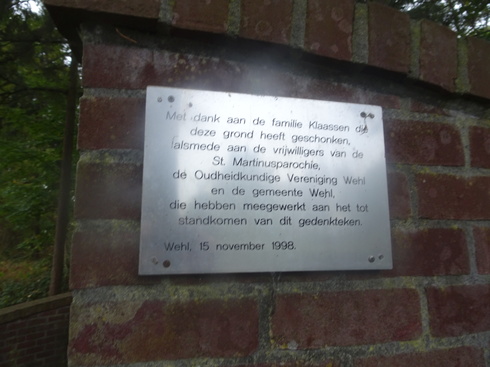 Met dank aan de familie Klaassen die
deze grond heeft geschonken,
alsmede aan de vrijwilligers van de
St. Martinusparochie,
de Oudheidkundige Vereniging Wehl
en de gemeente Wehl,
die hebben meegewerkt aan het tot
standkomen van dit gedenkteken.
Wehl, 15 november 1998.